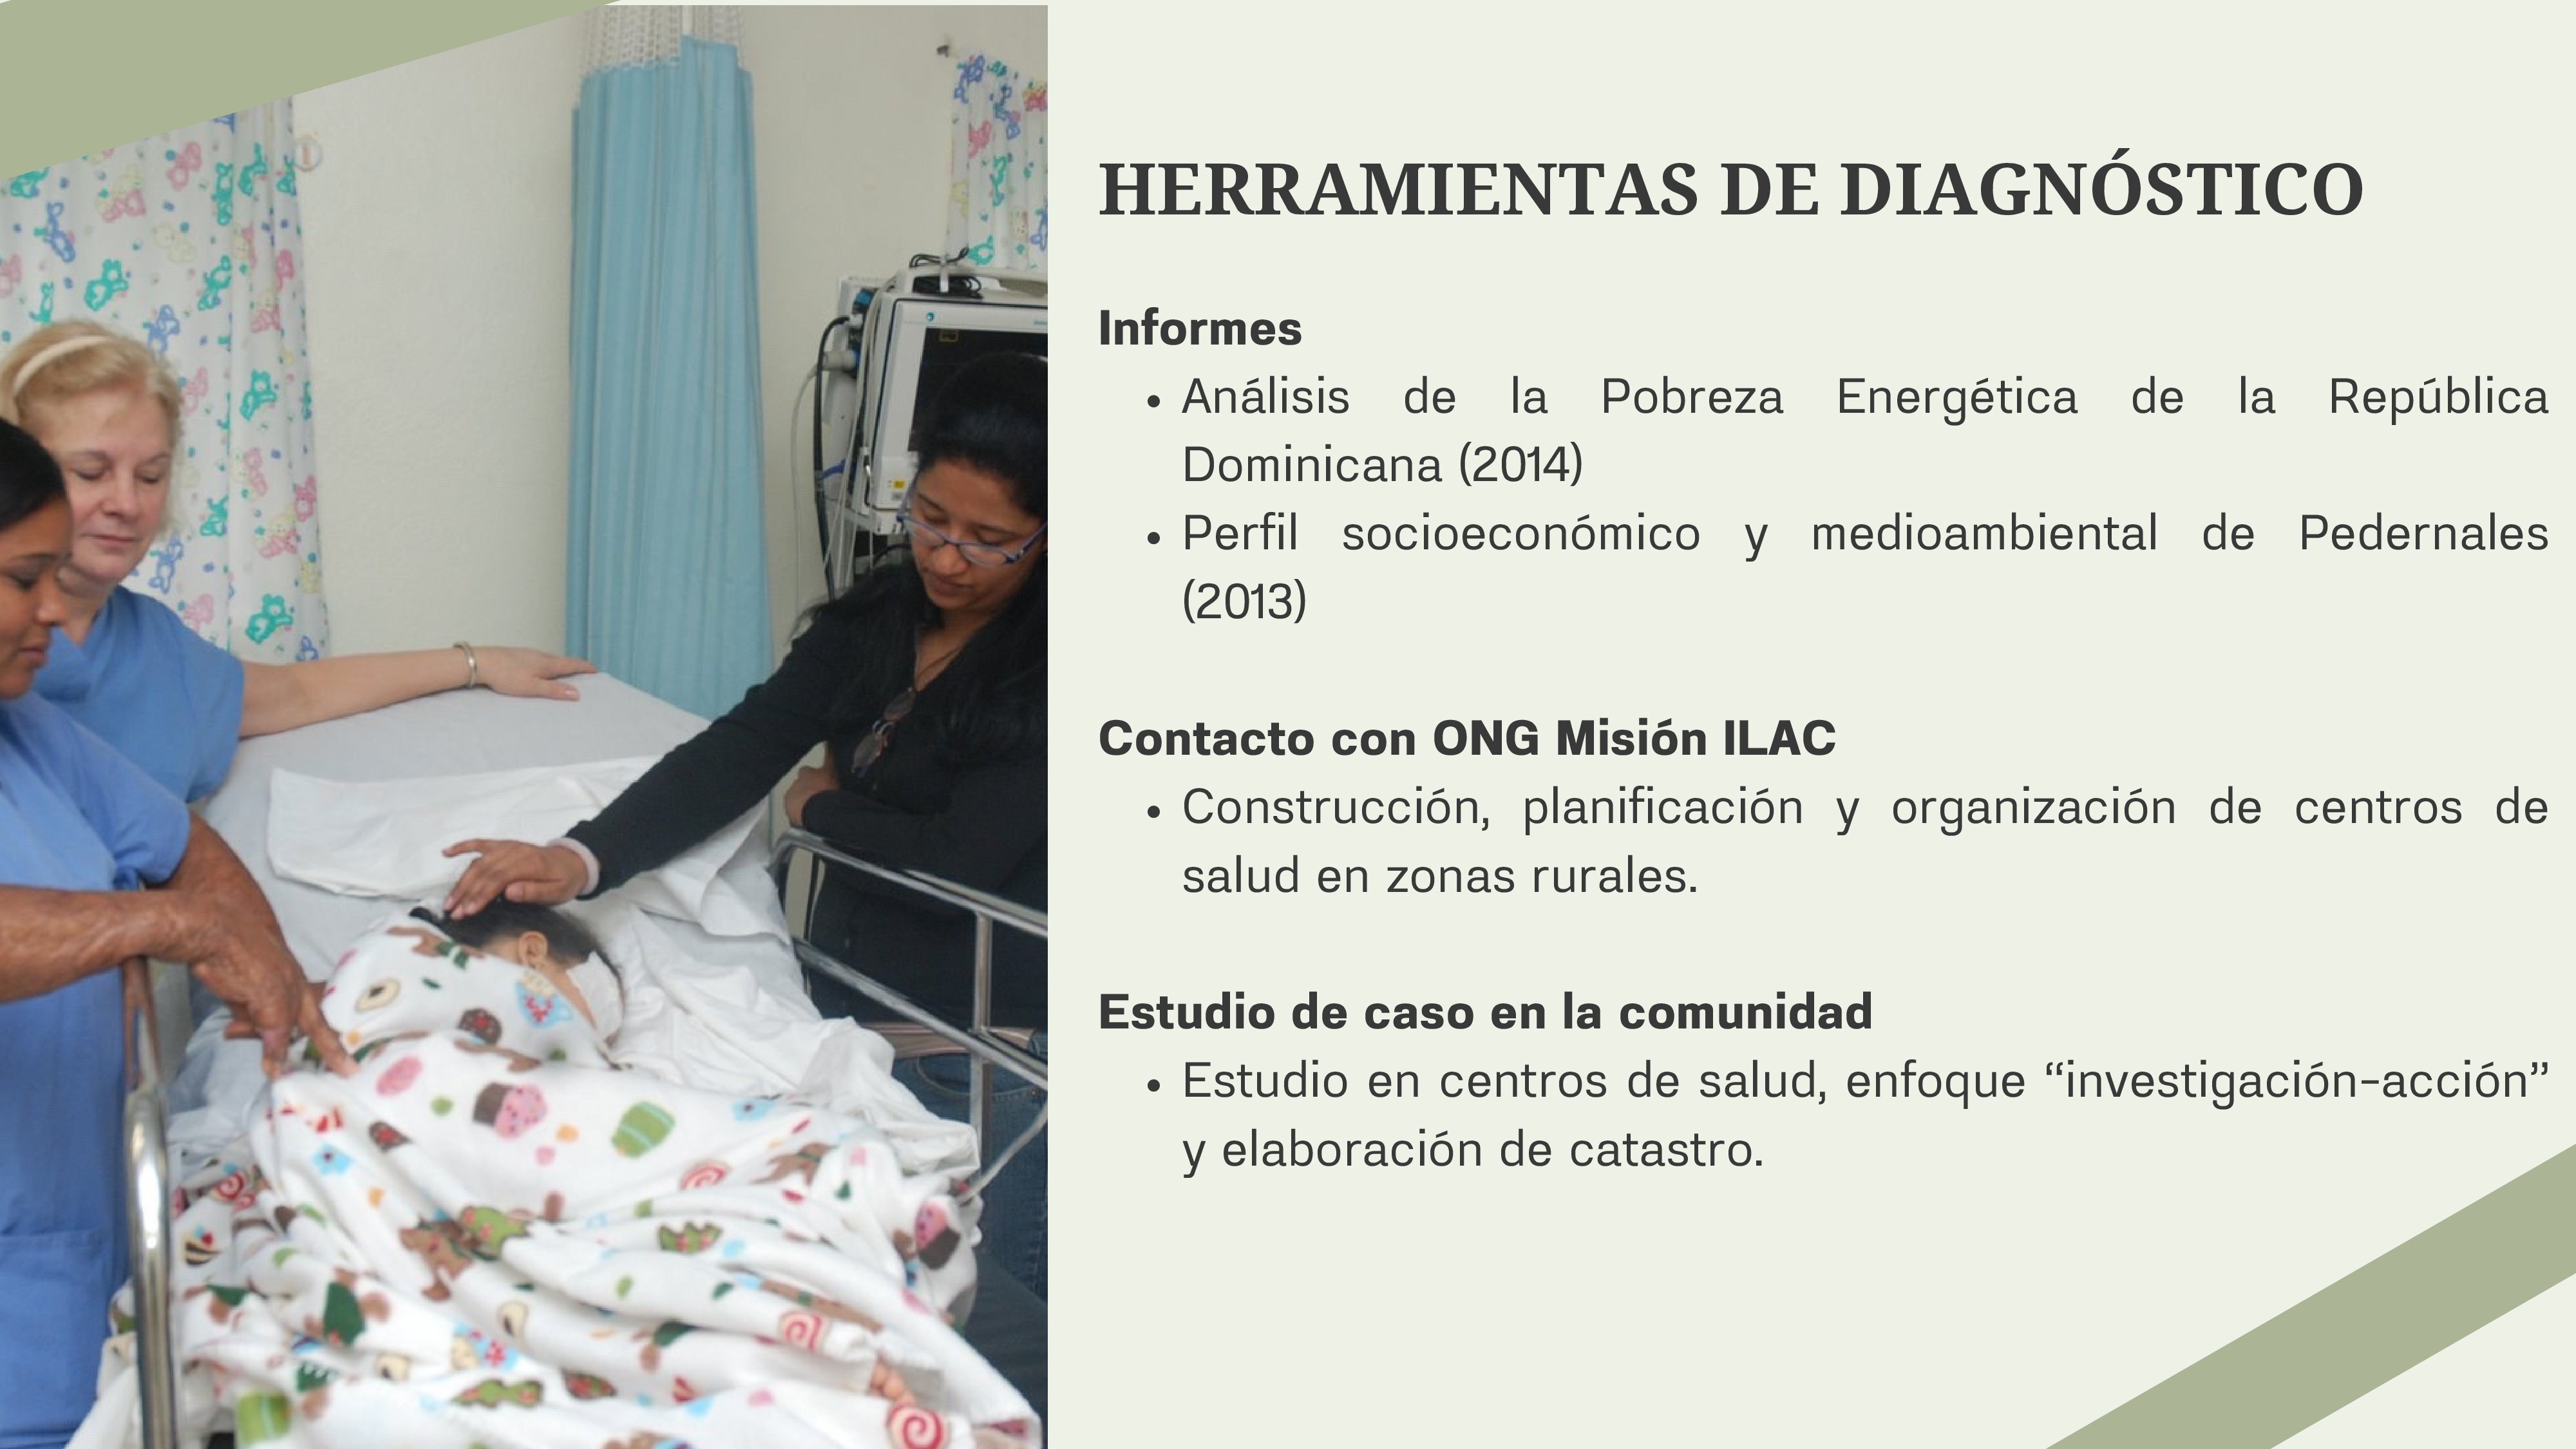 HERRAMIENTAS DE DIAGNÓSTICO
Informes
• Análisis de la Pobreza Energética de la República
Dominicana (2014)
• Perfil socioeconómico y medioambiental de Pedernales
(2013)
Contacto con ONG Misión ILAC
• Construcción, planificación y organización de centros de
salud en zonas rurales.
Estudio de caso en la comunidad
• Estudio en centros de salud, enfoque “investigación-acción”
y elaboración de catastro.